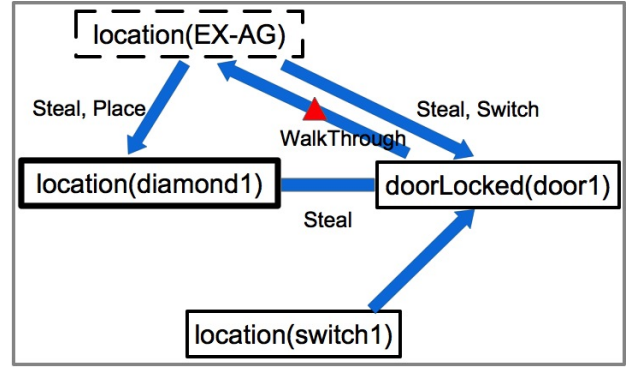 location(EX-AG)
Steal, Place
Steal, Switch
WalkThrough
location(diamond1)
doorLocked(door1)
Steal
location(switch1)